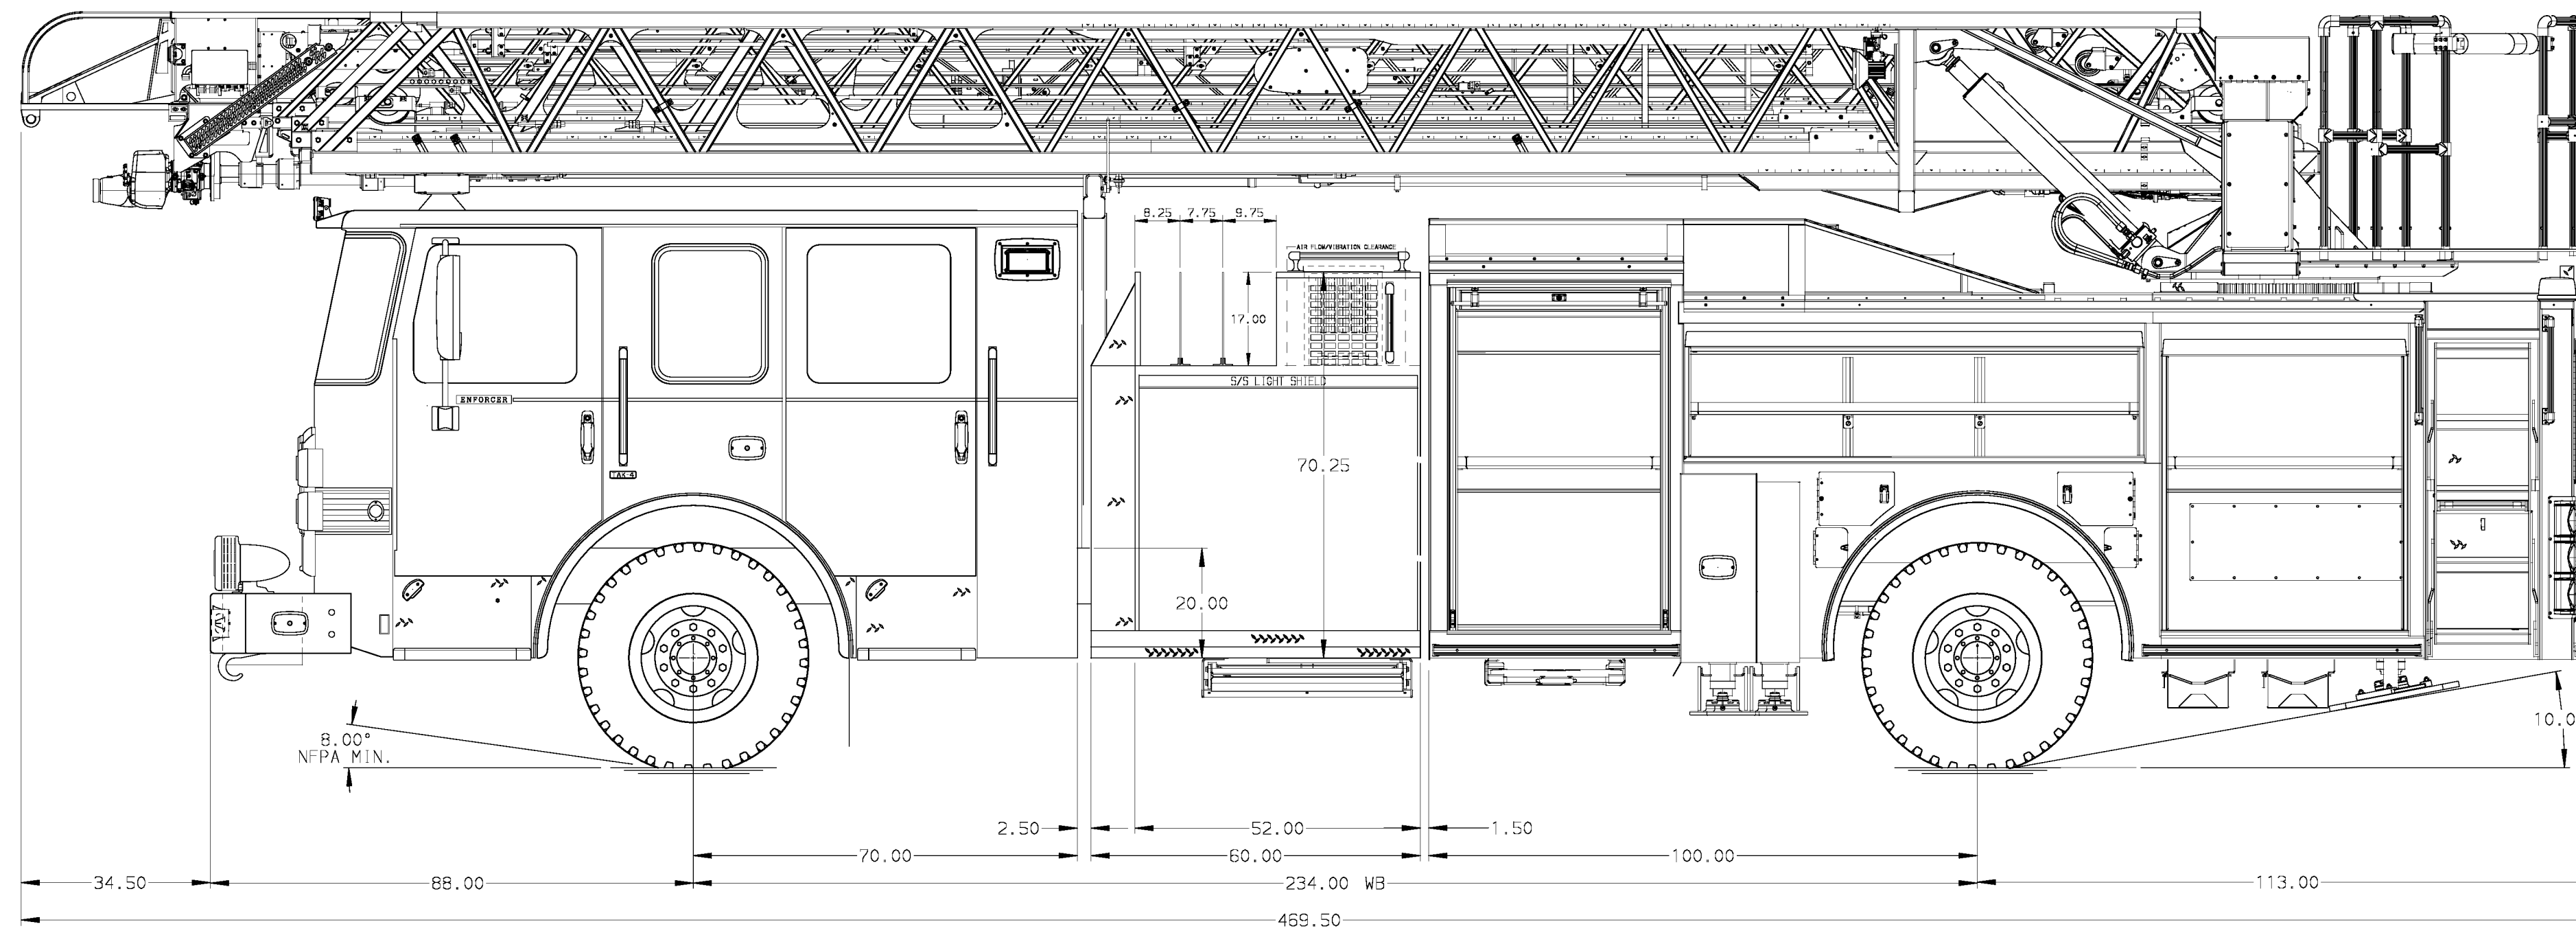 8.25 7.75 9.75
AIR FLOW/VIBRATION CLEARANCE
17.00
S/S LIGHT SHIELD
ENFORCER
70.25
TAK-4
20.00
8.00°
NFPA MIN.
10.0
2.50 52.00 1.50
70.00 60.00 100.00
34.50 88.00 234.00 WB 113.00
469.50